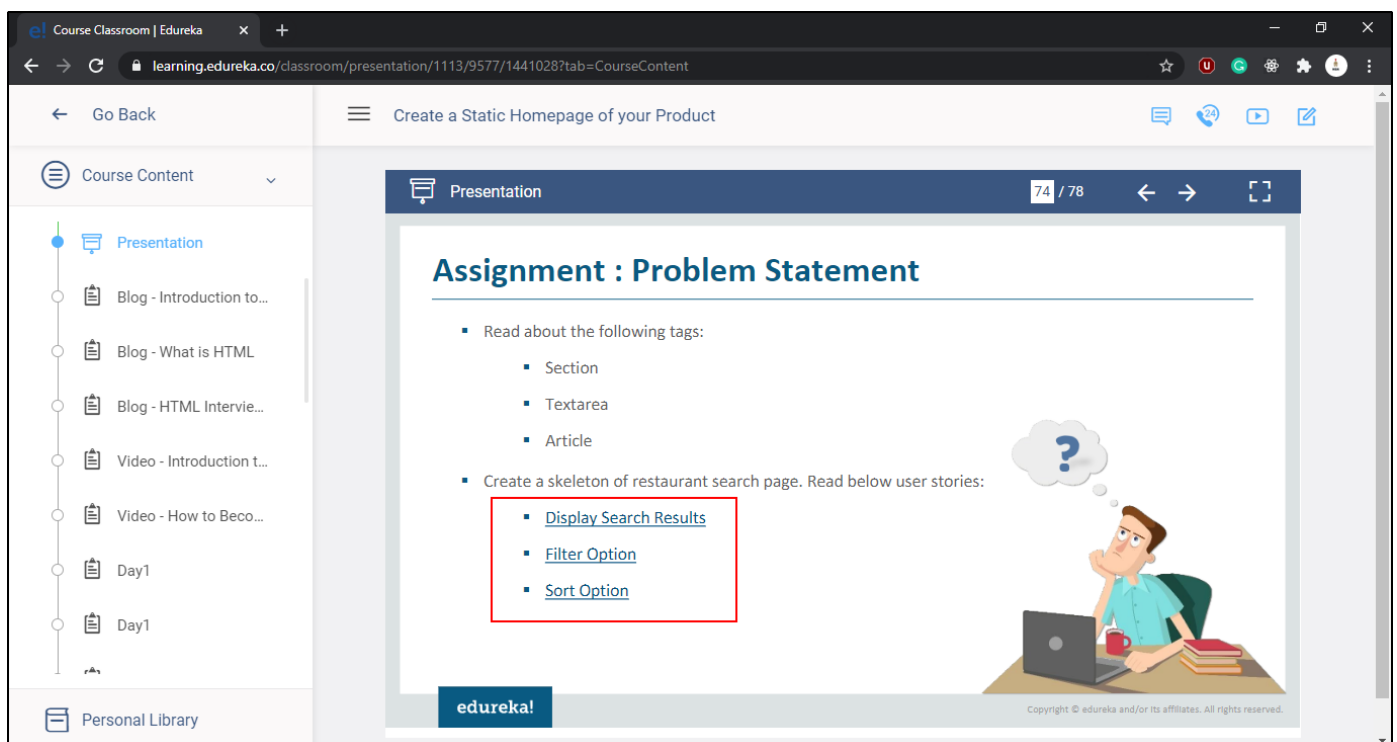 Course Classroom | Edureka
learning.edureka.co/classroom/presentation/1113/9577/1441028?tab=CourseContent
Go Back
Create a Static Homepage of your Product
24
Course Content
Presentation
Blog - Introduction to...
Blog - What is HTML
Blog - HTML Intervie...
Video - Introduction t...
Video - How to Beco...
Day1
Day1
Personal Library
Presentation
74 / 78
Assignment : Problem Statement
Read about the following tags:
Section
Textarea
Article
Create a skeleton of restaurant search page. Read below user stories:
Display Search Results
Filter Option
Sort Option
?
edureka!
Copyright © edureka and/or its affiliates. All rights reserved.